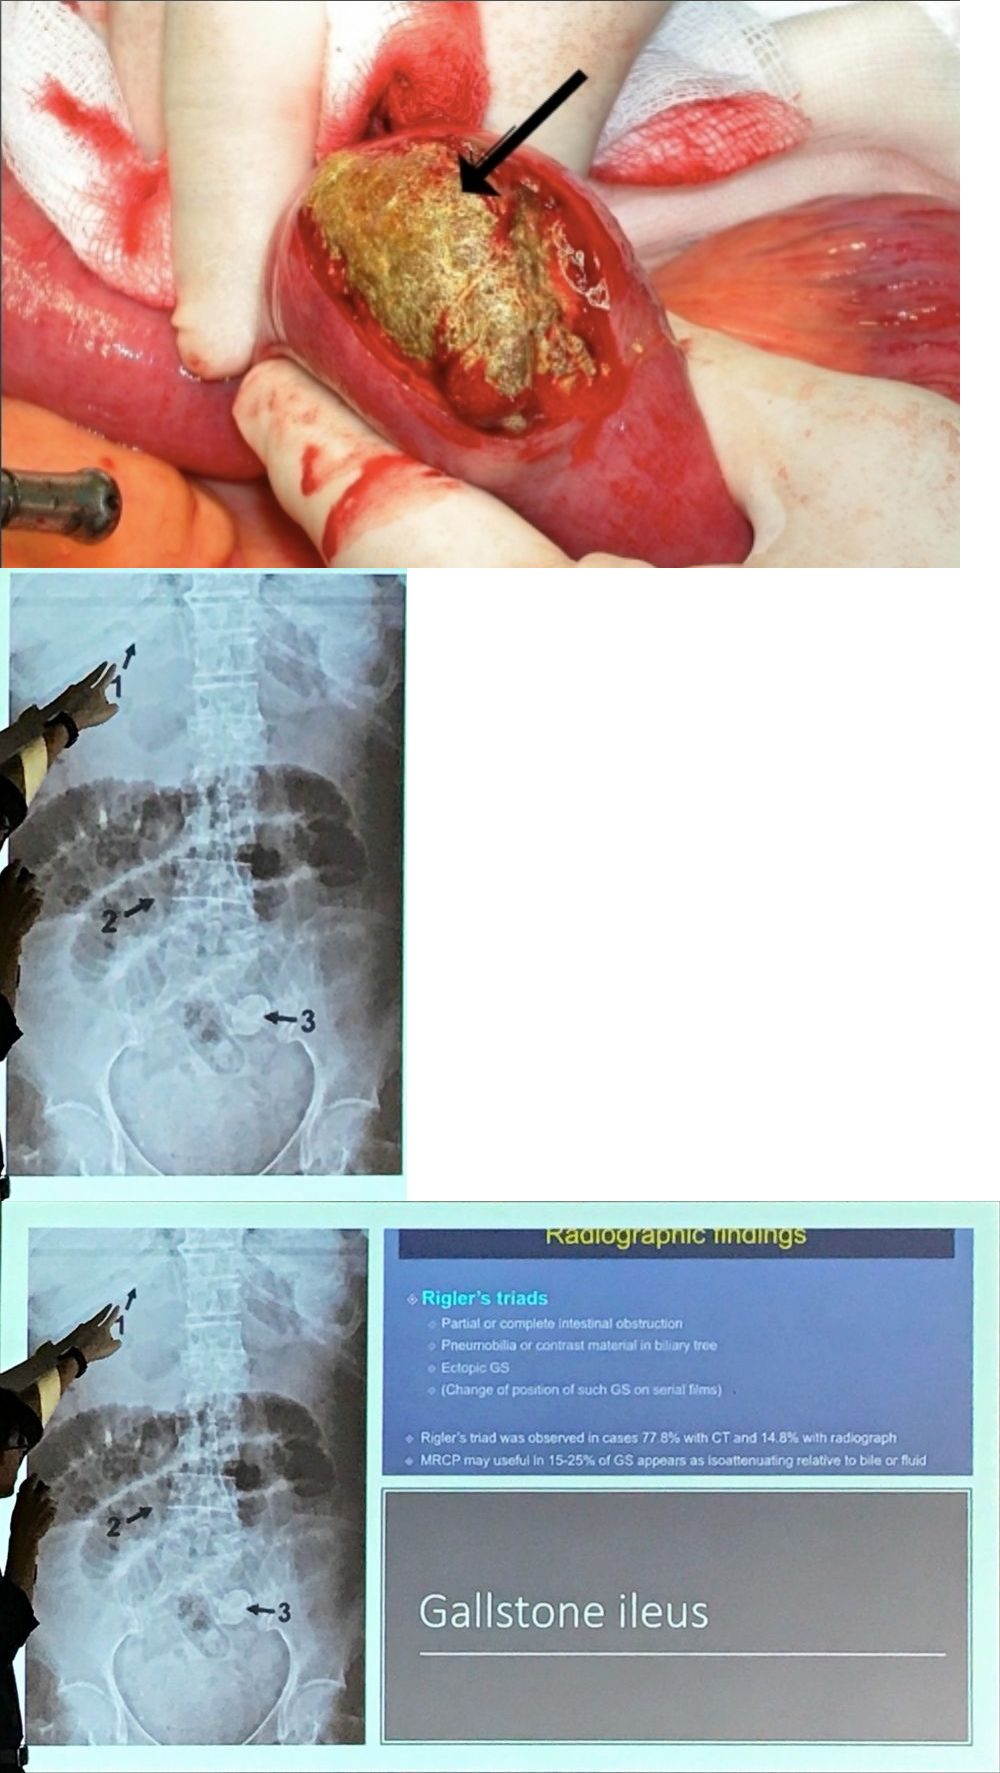 1
2
3
Radiographic findings
Rigler's triads
Partial or complete intestinal obstruction
Pneumobilia or contrast material in biliary tree
Ectopic GS
(Change of position of such GS on serial films)
Rigler's triad was observed in cases 77.8% with CT and 14.8% with radiograph
MRCP may useful in 15-25% of GS appears as isoattenuating relative to bile or fluid
1
2
3
Gallstone ileus